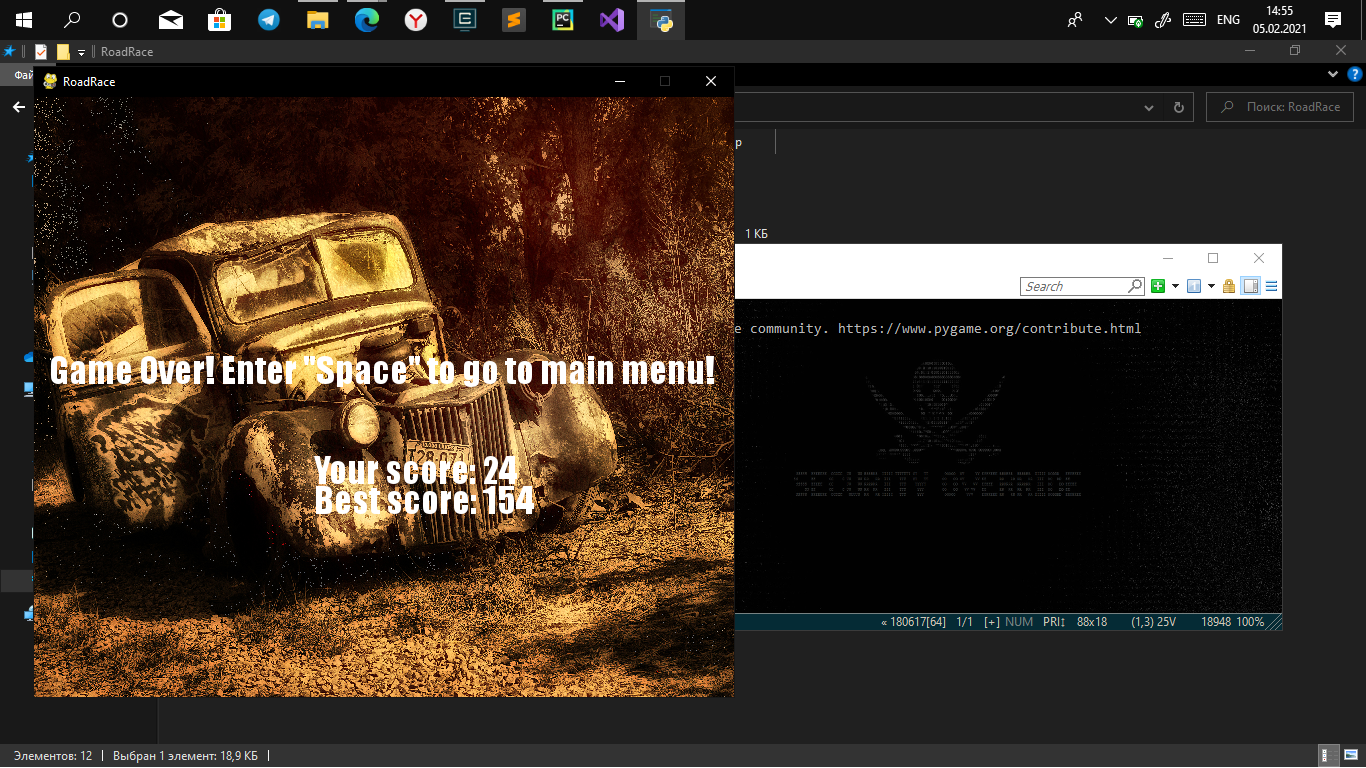 ENG
14:55
05.02.2021
RoadRace
Фай
RoadRace
Поиск: RoadRace
р
1 КБ
Search
e community. https://www.pygame.org/contribute.html
Game Over! Enter "Space" to go to main menu!
Your score: 24
Best score: 154
« 180617[64] 1/1 [+] NUM PRI↕ 88x18 (1,3) 25V 18948 100%
Элементов: 12 Выбран 1 элемент: 18,9 КБ